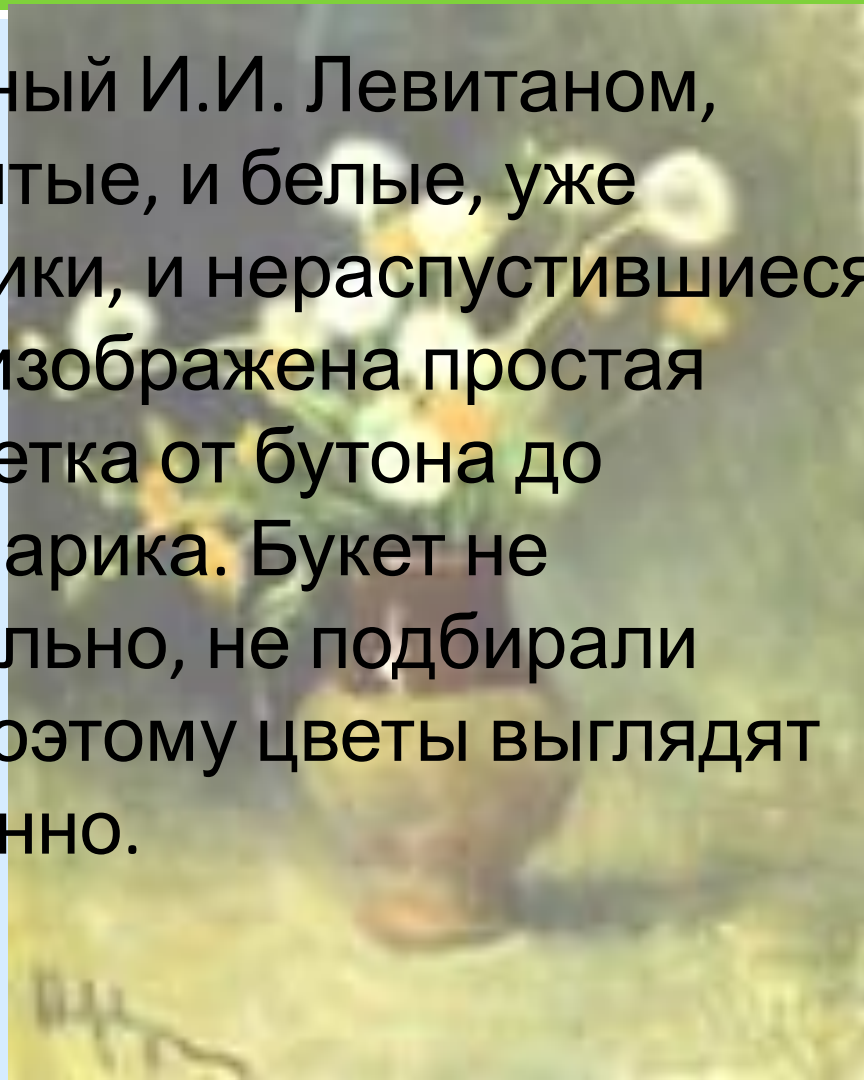 ный И.И. Левитаном,
тые, и белые, уже
ики, и нераспустившиеся
изображена простая
етка от бутона до
арика. Букет не
льно, не подбирали
оэтому цветы выглядят
нно.